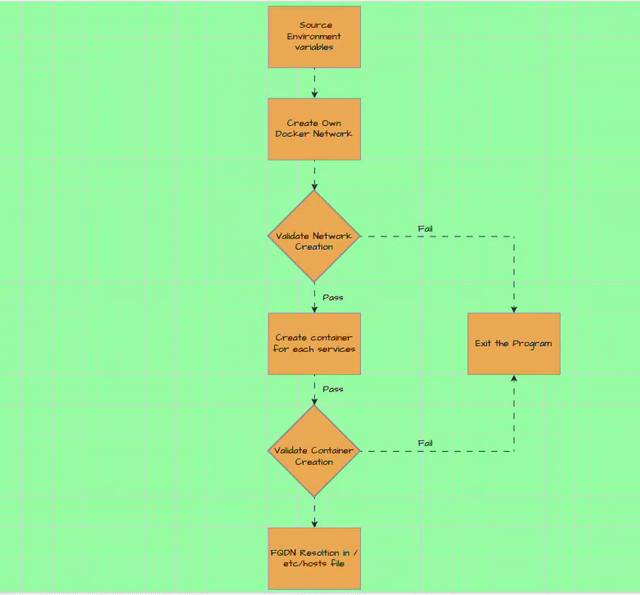 Source
Environment
variables
Create Own
Docker Network
Validate Network
Creation
Fail
Pass
Create container
for each services
Exit the Program
Pass
Validate Container
Creation
Fail
FQDN Resoltion in /
etc/hosts file